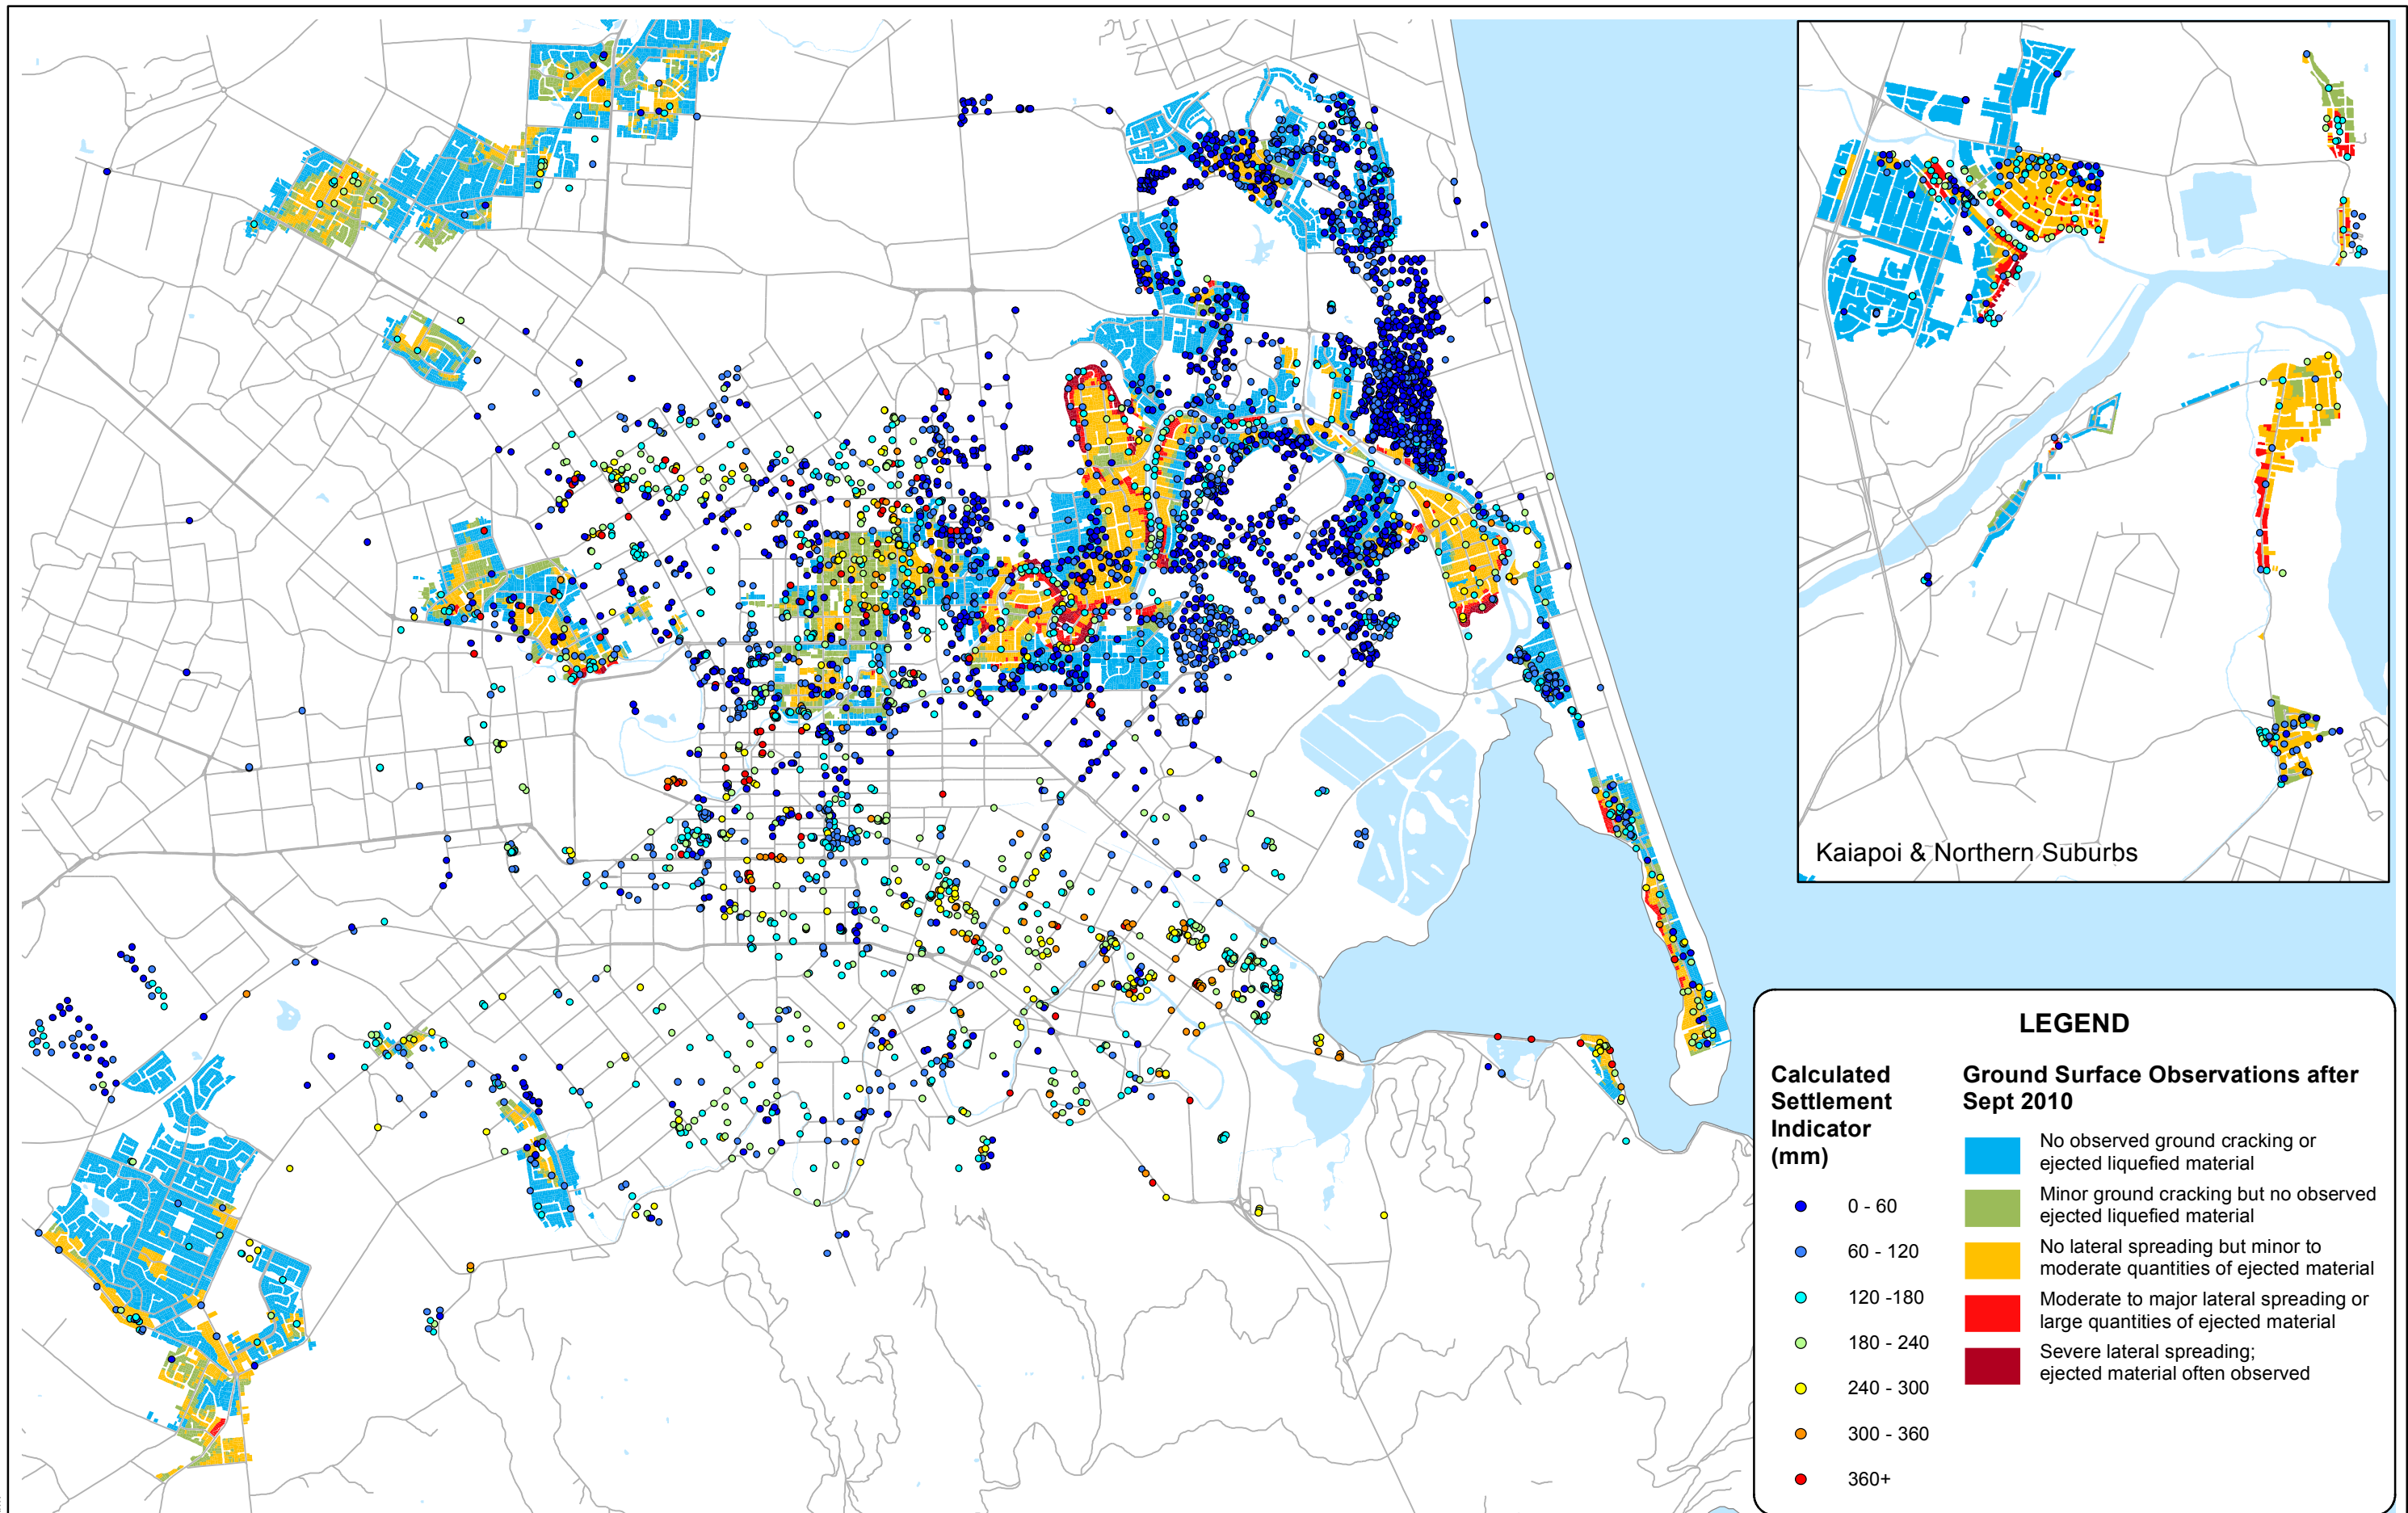 Kaiapoi & Northern Suburbs
LEGEND
Calculated
Settlement
Indicator
(mm)
0 - 60
60 - 120
120 -180
180 - 240
240 - 300
300 - 360
360+
Ground Surface Observations after
Sept 2010
No observed ground cracking or
ejected liquefied material
Minor ground cracking but no observed
ejected liquefied material
No lateral spreading but minor to
moderate quantities of ejected material
Moderate to major lateral spreading or
large quantities of ejected material
Severe lateral spreading;
ejected material often observed